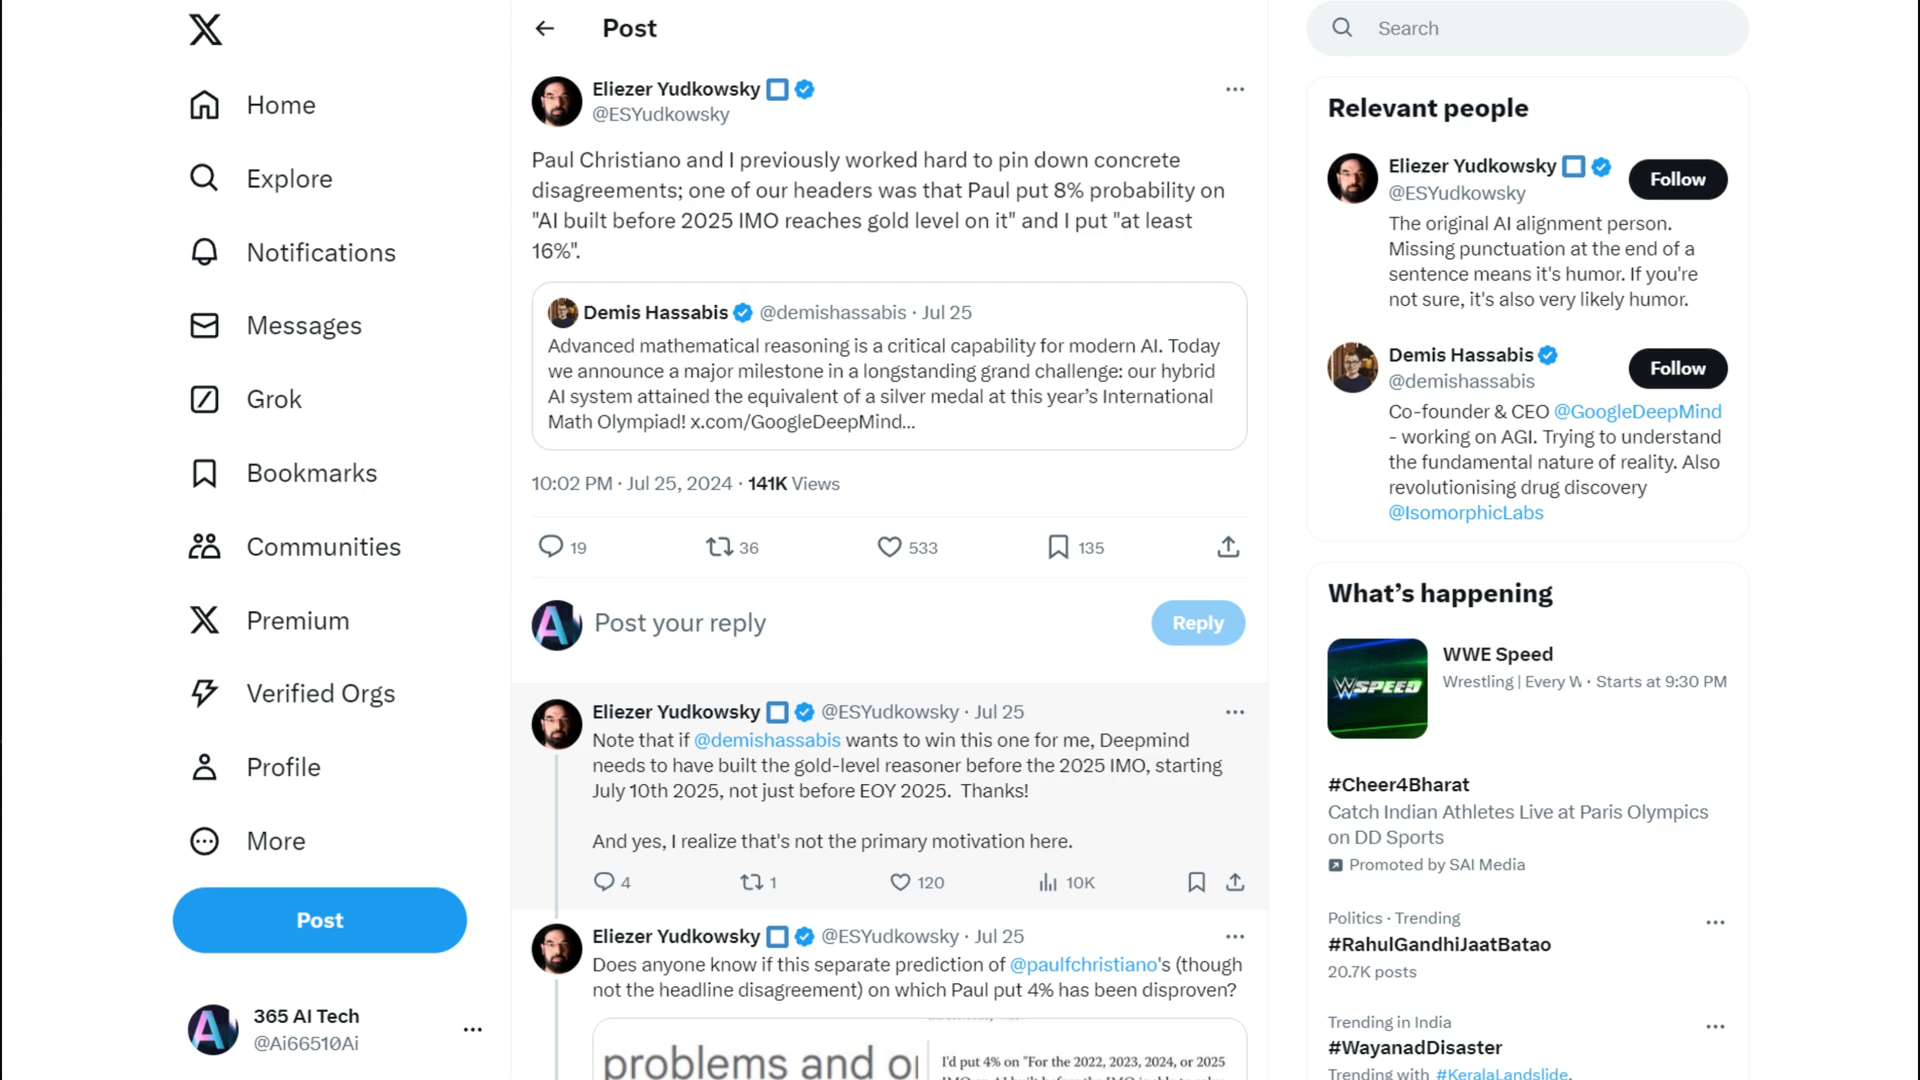 Home
Explore
Notifications
Messages
Grok
Bookmarks
Communities
Premium
Verified Orgs
Profile
More
Post
365 AI Tech
@Ai66510Ai
Post
Eliezer Yudkowsky
@ESYudkowsky
Paul Christiano and I previously worked hard to pin down concrete
disagreements; one of our headers was that Paul put 8% probability on
"AI built before 2025 IMO reaches gold level on it" and I put "at least
16%".
Demis Hassabis @demishassabis · Jul 25
Advanced mathematical reasoning is a critical capability for modern AI. Today
we announce a major milestone in a longstanding grand challenge: our hybrid
AI system attained the equivalent of a silver medal at this year’s International
Math Olympiad! x.com/GoogleDeepMind...
10:02 PM · Jul 25, 2024 · 141K Views
19 36 533 135
Post your reply
Reply
Eliezer Yudkowsky @ESYudkowsky · Jul 25
Note that if @demishassabis wants to win this one for me, Deepmind
needs to have built the gold-level reasoner before the 2025 IMO, starting
July 10th 2025, not just before EOY 2025. Thanks!
And yes, I realize that's not the primary motivation here.
4 1 120 10K
Eliezer Yudkowsky @ESYudkowsky · Jul 25
Does anyone know if this separate prediction of @paulfchristiano's (though
not the headline disagreement) on which Paul put 4% has been disproven?
problems and
I'd put 4% on "For the 2022, 2023, 2024, or 2025
Search
Relevant people
Eliezer Yudkowsky
@ESYudkowsky
Follow
The original AI alignment person.
Missing punctuation at the end of a
sentence means it's humor. If you're
not sure, it's also very likely humor.
Demis Hassabis
@demishassabis
Follow
Co-founder & CEO @GoogleDeepMind
- working on AGI. Trying to understand
the fundamental nature of reality. Also
revolutionising drug discovery
@IsomorphicLabs
What’s happening
WSPEED
WWE Speed
Wrestling | Every W · Starts at 9:30 PM
#Cheer4Bharat
Catch Indian Athletes Live at Paris Olympics
on DD Sports
Promoted by SAI Media
Politics · Trending
#RahulGandhiJaatBatao
20.7K posts
Trending in India
#WayanadDisaster
Trending with #KeralaLandslide,